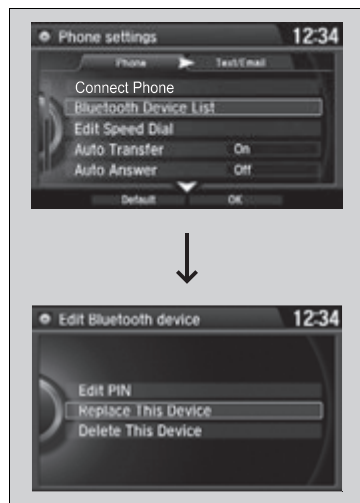 Phone settings 12:34
Phone Text/Email
Connect Phone
Bluetooth Device List
Edit Speed Dial
Auto Transfer On
Auto Answer Off
Default OK
Edit Bluetooth device 12:34
Edit PIN
Replace This Device
Delete This Device